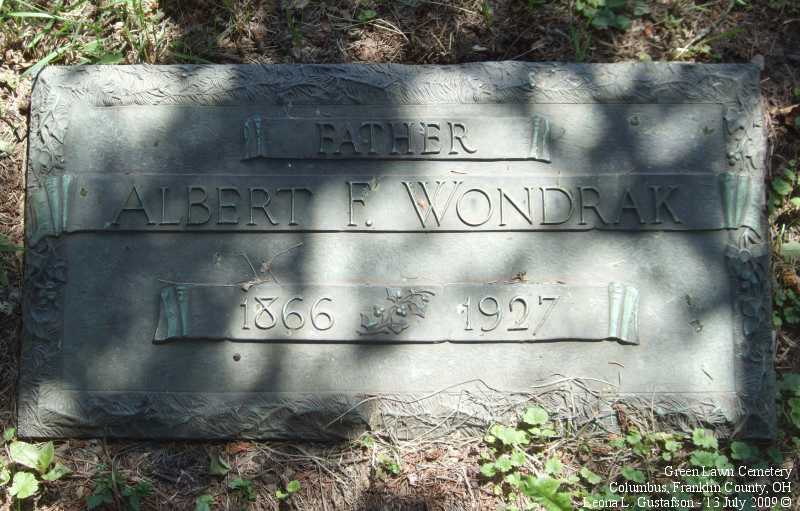 FATHER
ALBERT F. WONDRAK
1866 1927
Green Lawn Cemetery
Columbus, Franklin County, OH
Leona L. Gustafson - 13 July 2009 ©